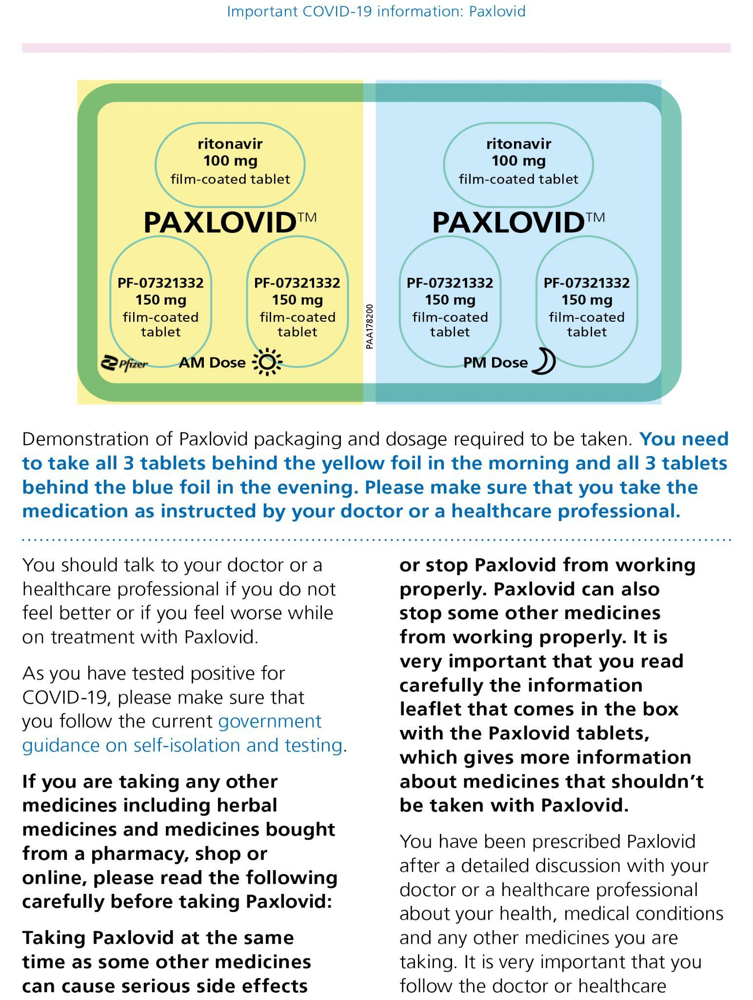 Important COVID-19 information: Paxlovid
ritonavir
100 mg
film-coated tablet
PAXLOVID™
PF-07321332
150 mg
film-coated
tablet
PF-07321332
150 mg
film-coated
tablet
Pfizer
AM Dose
PAA178200
ritonavir
100 mg
film-coated tablet
PAXLOVID™
PF-07321332
150 mg
film-coated
tablet
PF-07321332
150 mg
film-coated
tablet
PM Dose
Demonstration of Paxlovid packaging and dosage required to be taken. You need
to take all 3 tablets behind the yellow foil in the morning and all 3 tablets
behind the blue foil in the evening. Please make sure that you take the
medication as instructed by your doctor or a healthcare professional.
You should talk to your doctor or a
healthcare professional if you do not
feel better or if you feel worse while
on treatment with Paxlovid.
As you have tested positive for
COVID-19, please make sure that
you follow the current government
guidance on self-isolation and testing.
If you are taking any other
medicines including herbal
medicines and medicines bought
from a pharmacy, shop or
online, please read the following
carefully before taking Paxlovid:
Taking Paxlovid at the same
time as some other medicines
can cause serious side effects
or stop Paxlovid from working
properly. Paxlovid can also
stop some other medicines
from working properly. It is
very important that you read
carefully the information
leaflet that comes in the box
with the Paxlovid tablets,
which gives more information
about medicines that shouldn’t
be taken with Paxlovid.
You have been prescribed Paxlovid
after a detailed discussion with your
doctor or a healthcare professional
about your health, medical conditions
and any other medicines you are
taking. It is very important that you
follow the doctor or healthcare